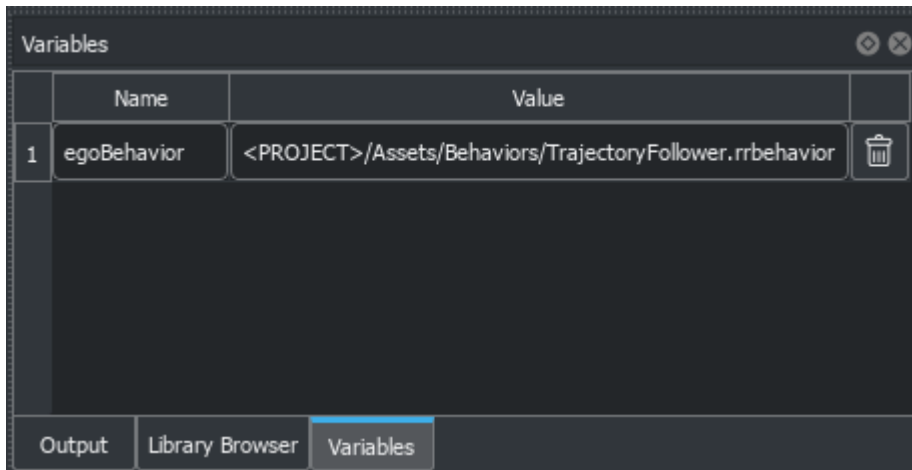 Variables
Name Value
1 egoBehavior <PROJECT>/Assets/Behaviors/TrajectoryFollower.rrbehavior
Output Library Browser Variables